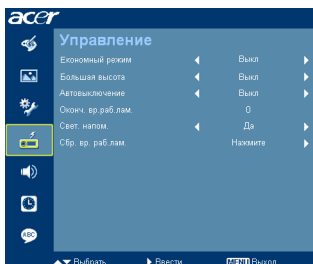 acer
Управление
Економный режим Выкл
Большая высота Выкл
Автовыключение Выкл
Оконч. вр.раб.лам. 0
Свет. напом. Да
Сбр. вр. раб.лам. Нажмите
ABC
Выбрать Ввести MENU Выход